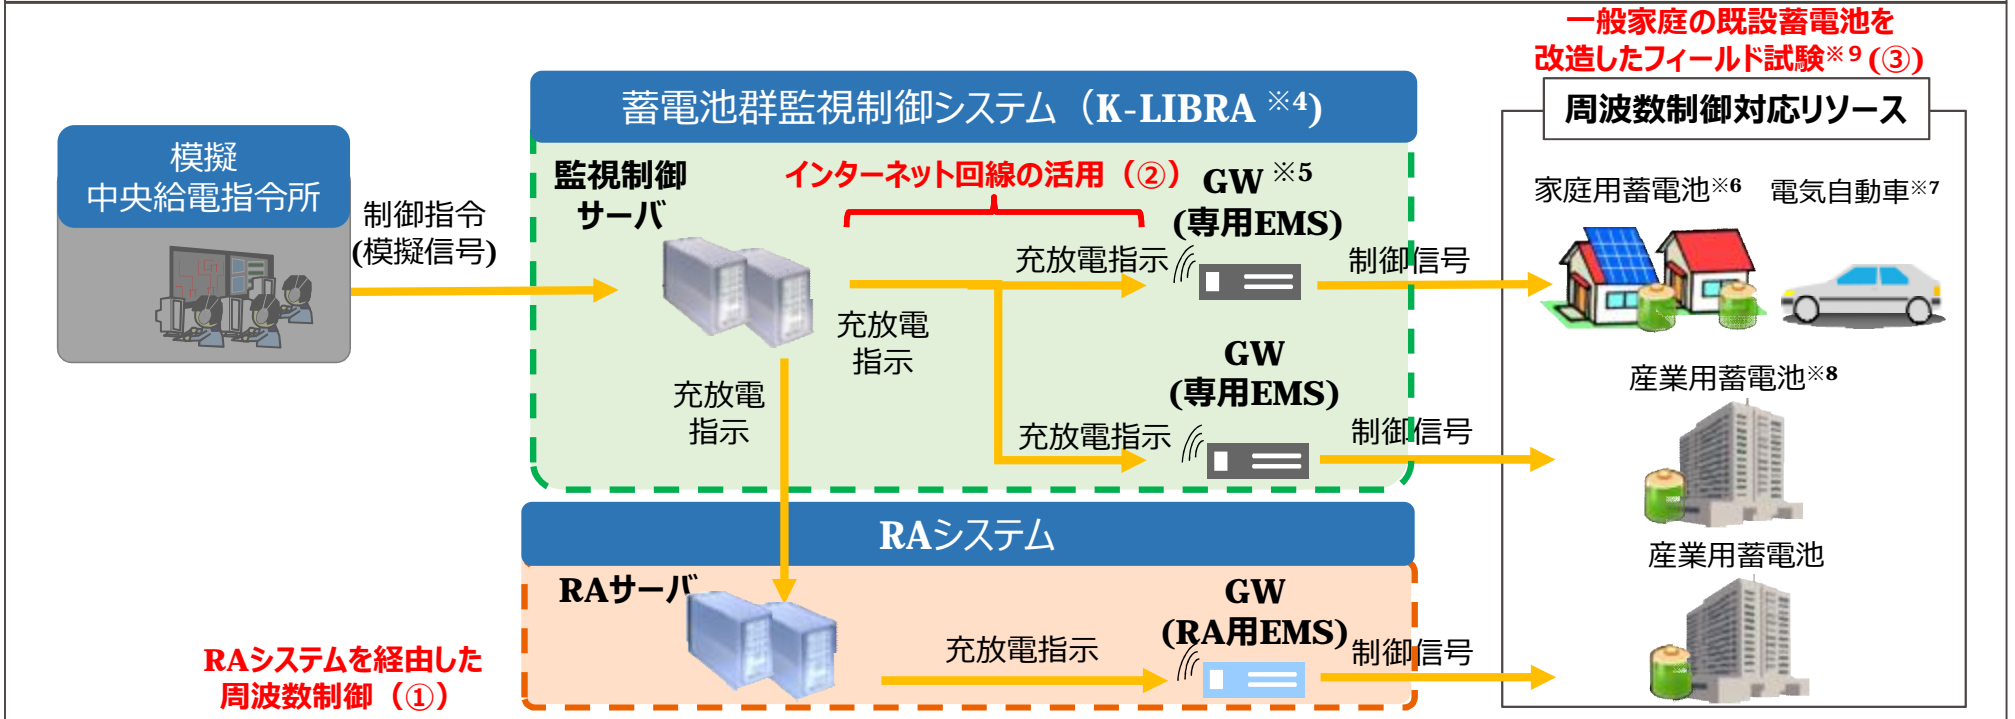 一般家庭の既設蓄電池を
改造したフィールド試験※9(③)
周波数制御対応リソース
蓄電池群監視制御システム（K-LIBRA ※4)
模擬
中央給電指令所
制御指令
(模擬信号)
監視制御
サーバ
インターネット回線の活用（②）
GW ※5
(専用EMS)
充放電指示
制御信号
家庭用蓄電池※6
電気自動車※7
充放電
指示
充放電
指示
GW
(専用EMS)
充放電指示
制御信号
産業用蓄電池※8
RAシステム
RAサーバ
GW
(RA用EMS)
充放電指示
制御信号
産業用蓄電池
RAシステムを経由した
周波数制御（①）